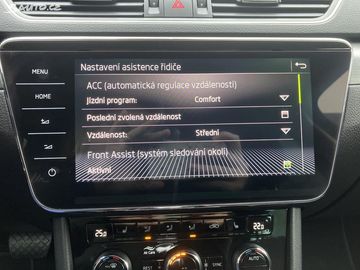 AUTO.CZ
Nastavení asistence řidiče
MENU
ACC (automatická regulace vzdálenosti)
Jízdní program: Comfort
HOME
Poslední zvolená vzdálenost
Vzdálenost: Střední
Front Assist (systém sledování okolí)
Aktivní
AUTO